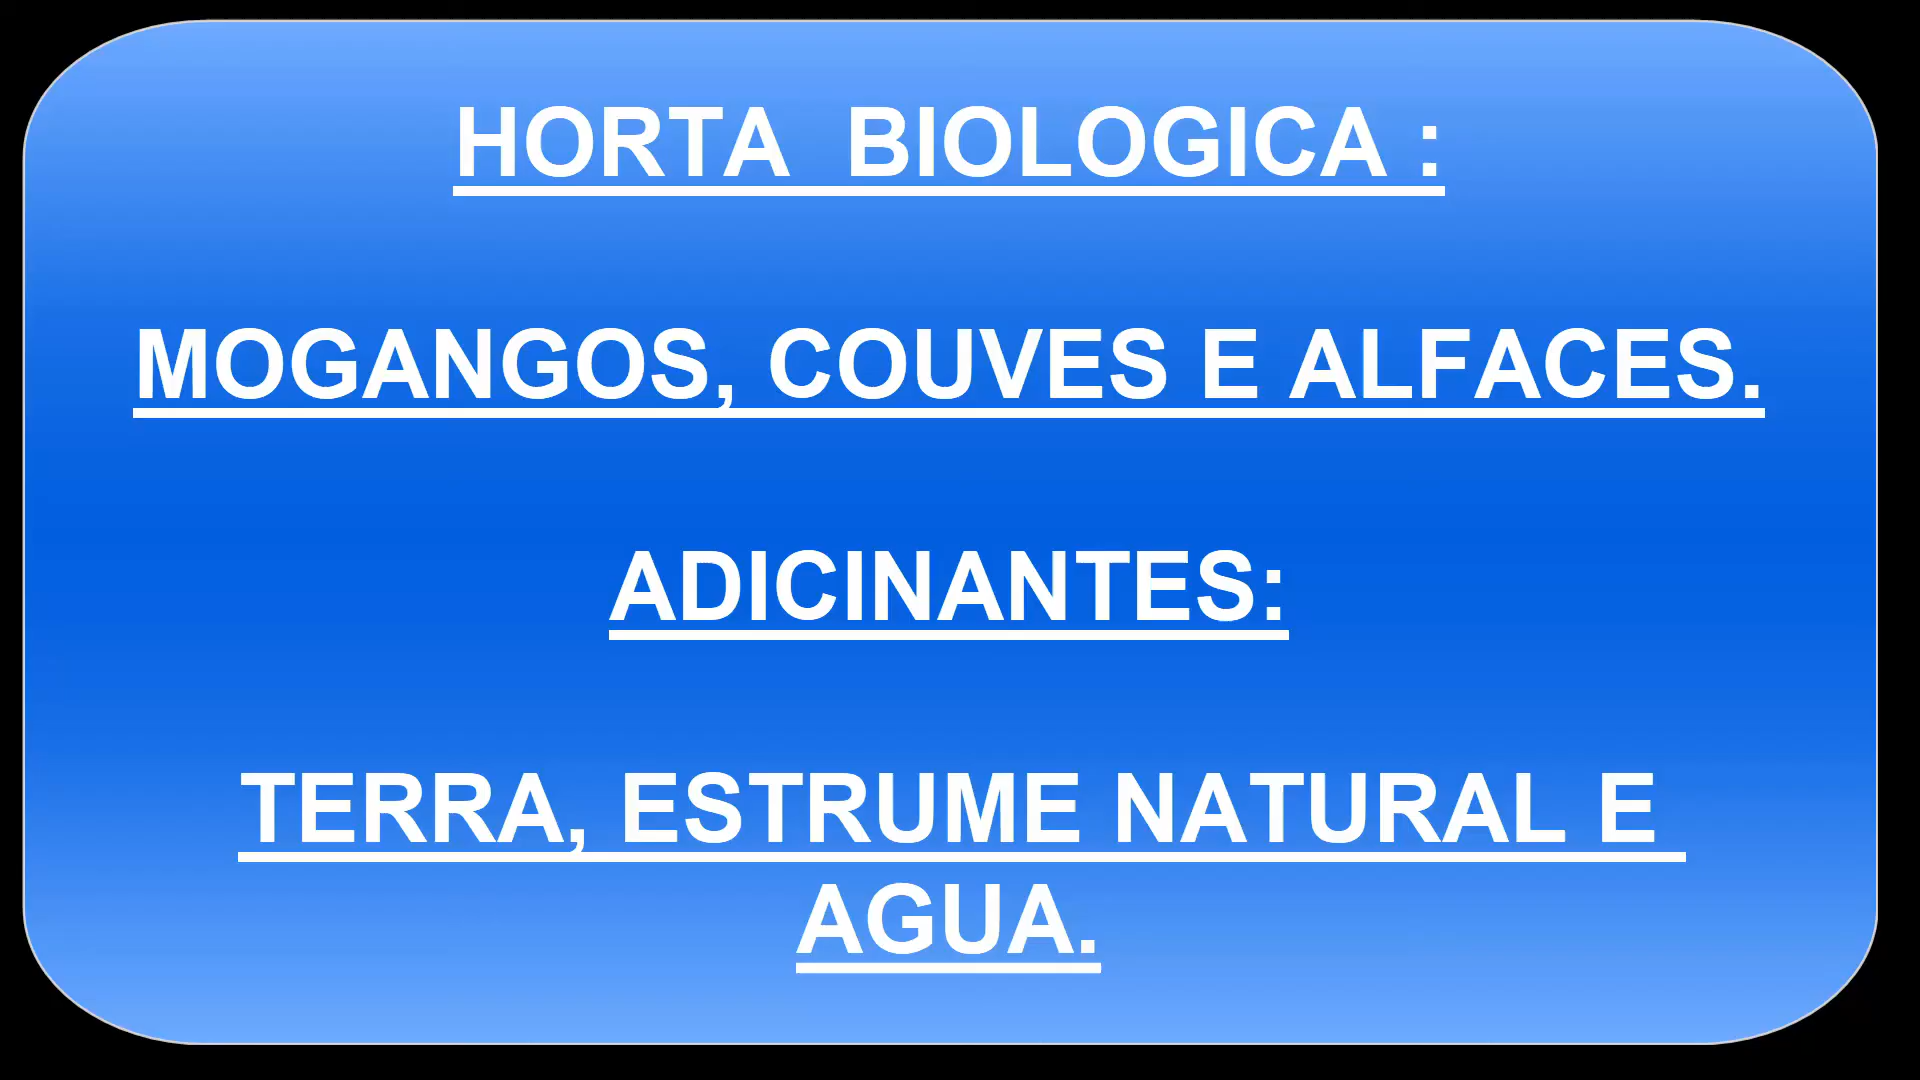 HORTA  BIOLOGICA :
MOGANGOS, COUVES E ALFACES.
ADICINANTES:
TERRA, ESTRUME NATURAL E
AGUA.